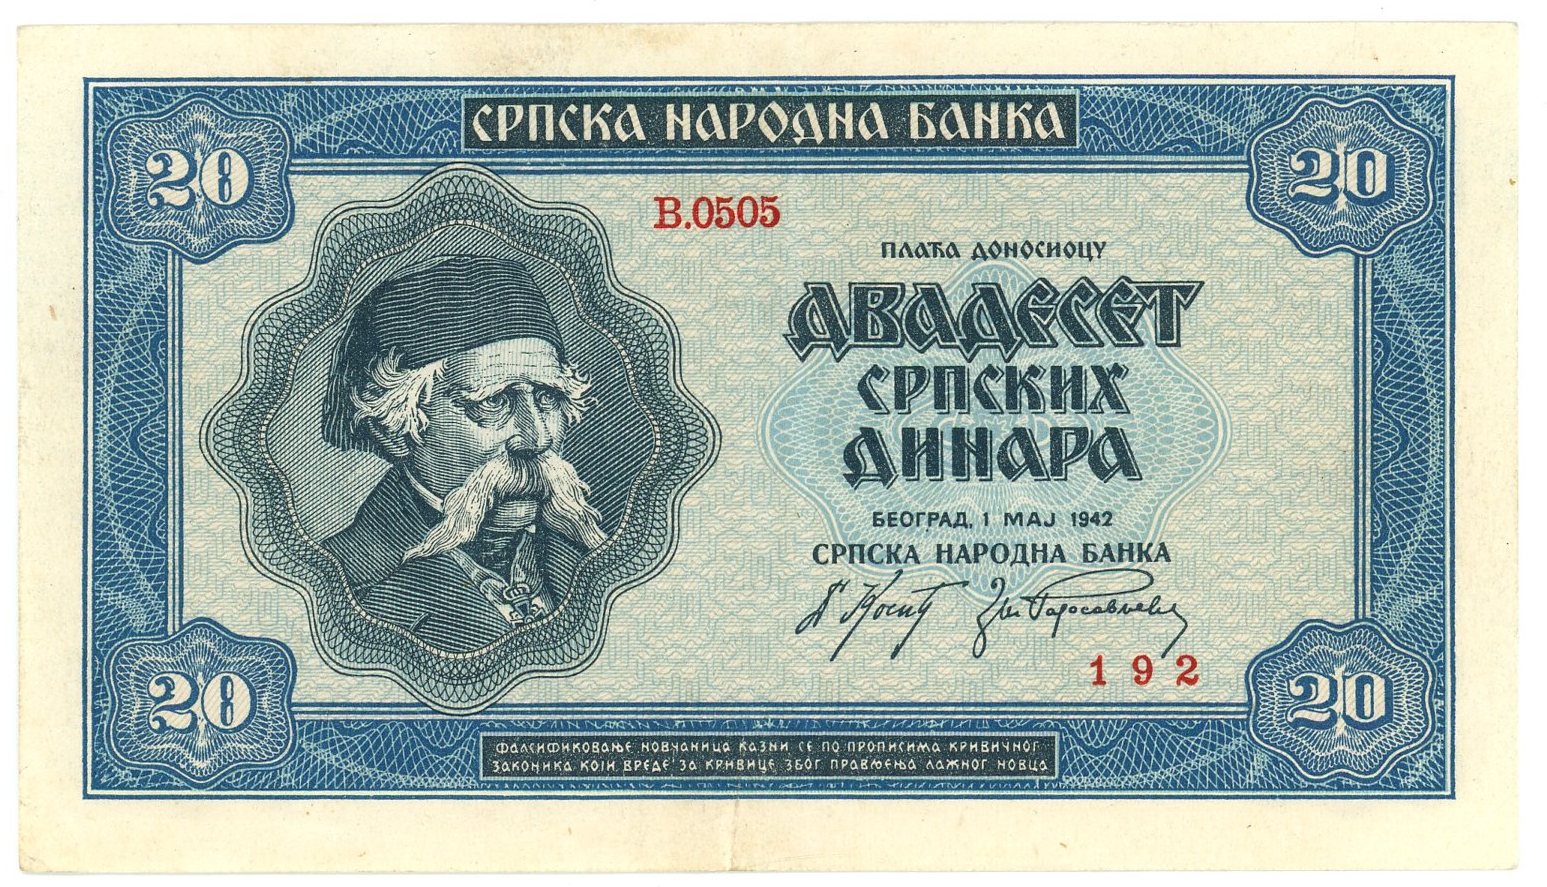 СРПСКА НАРОДНА БАНКА
20
20
В.0505
ПЛАЋА ДОНОСИОЦУ
ДВАДЕСЕТ
СРПСКИХ
ДИНАРА
БЕОГРАД, 1 МАЈ 1942
СРПСКА НАРОДНА БАНКА
192
20
20
ФАЛСИФИКОВАЊЕ НОВЧАНИЦА КАЗНИ СЕ ПО ПРОПИСИМА КРИВИЧНОГ
ЗАКОНИКА КОЈИ ВРЕДЕ ЗА КРИВИЦЕ ЗБОГ ПРАВЉЕЊА ЛАЖНОГ НОВЦА